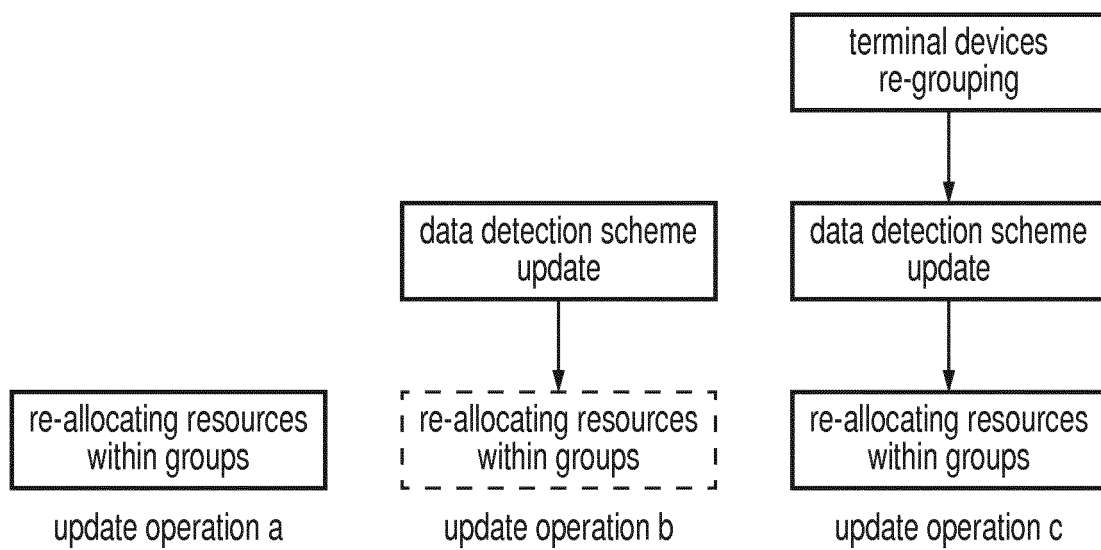 terminal devices
re-grouping
data detection scheme
update
data detection scheme
update
re-allocating resources
within groups
re-allocating resources
within groups
re-allocating resources
within groups
update operation a
update operation b
update operation c